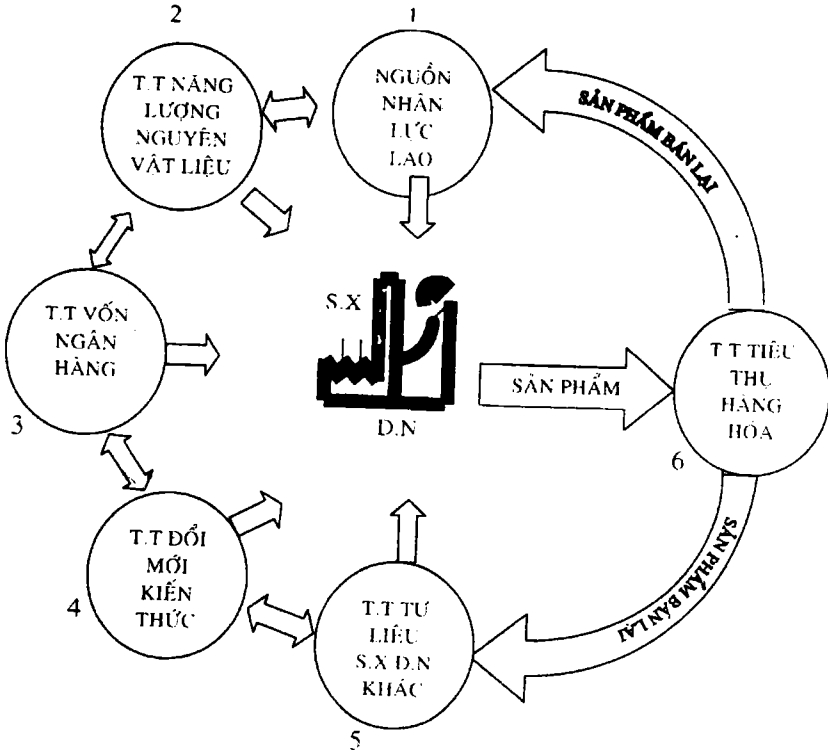 1
NGUỒN
NHÂN
LỰC
LAO
2
T.T NĂNG
LƯỢNG
NGUYÊN
VẬT LIỆU
3
T.T VỐN
NGÂN
HÀNG
4
T.T ĐỔI
MỚI
KIẾN
THỨC
5
T.T TƯ
LIÊU
S.X Đ.N
KHÁC
6
T T TIÊU
THỤ
HÀNG
HÓA
S.X
D.N
SẢN PHẨM
SẢN PHẨM BÁN LẠI
SẢN PHẨM BÁN LẠI